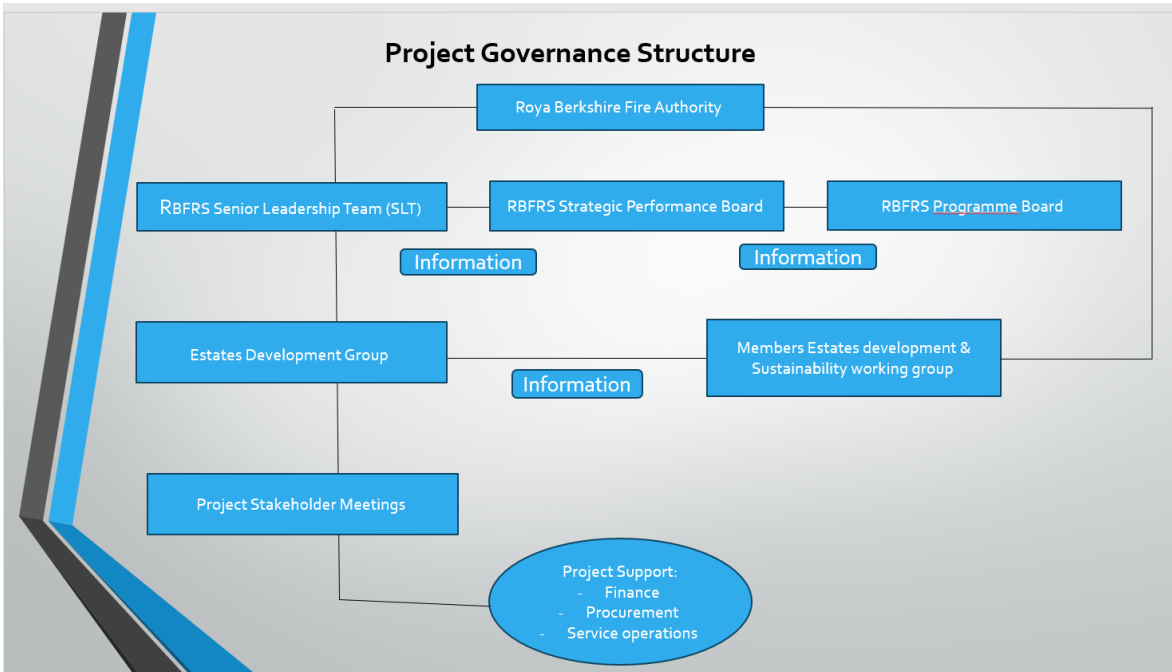 Project Governance Structure
Roya Berkshire Fire Authority
RBFRS Senior Leadership Team (SLT)
RBFRS Strategic Performance Board
RBFRS Programme Board
Information
Information
Estates Development Group
Members Estates development &
Sustainability working group
Information
Project Stakeholder Meetings
Project Support:
- Finance
- Procurement
- Service operations